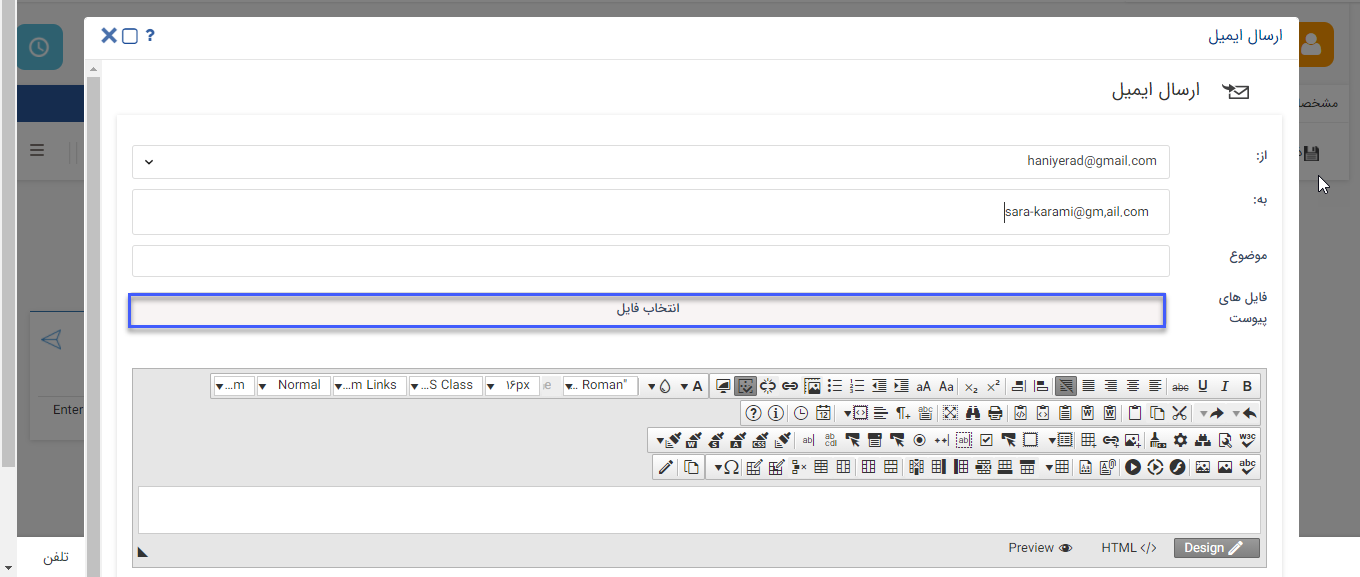 ارسال ایمیل
?
ارسال ایمیل
مشخصا
از:
haniyerad@gmail.com
به:
sara-karami@gm,ail.com
موضوع
فایل های
پیوست
انتخاب فایل
B I U abc x² x₂ Aa aA A
Roman"
۱۶px
...S Class
...m Links
Normal
...m
Enter
Design
HTML </>
Preview
تلفن